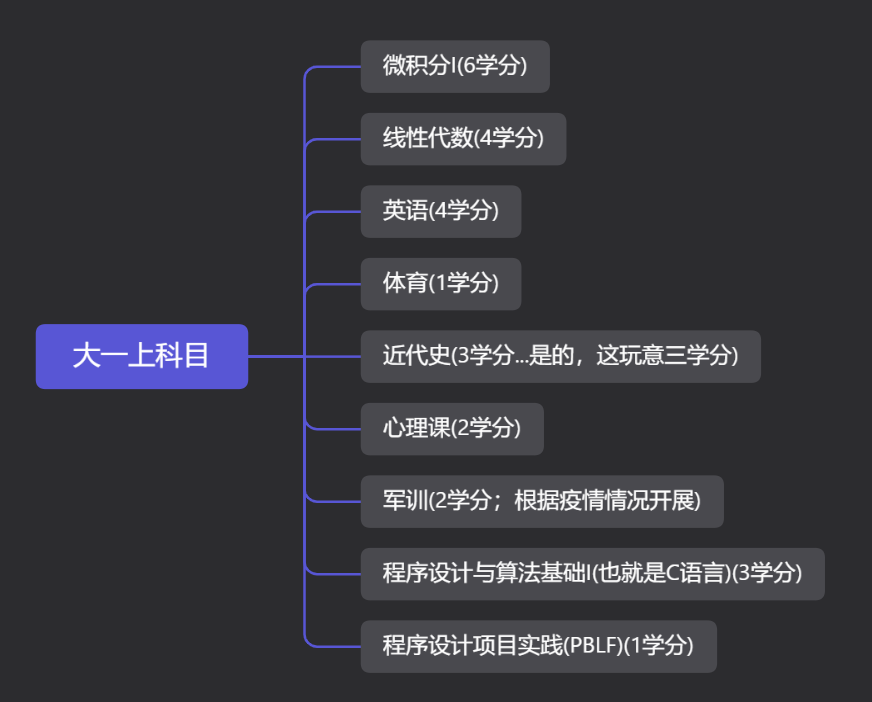 微积分I(6学分)
线性代数(4学分)
英语(4学分)
体育(1学分)
大一上科目
近代史(3学分...是的，这玩意三学分)
心理课(2学分)
军训(2学分；根据疫情情况开展)
程序设计与算法基础I(也就是C语言)(3学分)
程序设计项目实践(PBLF)(1学分)